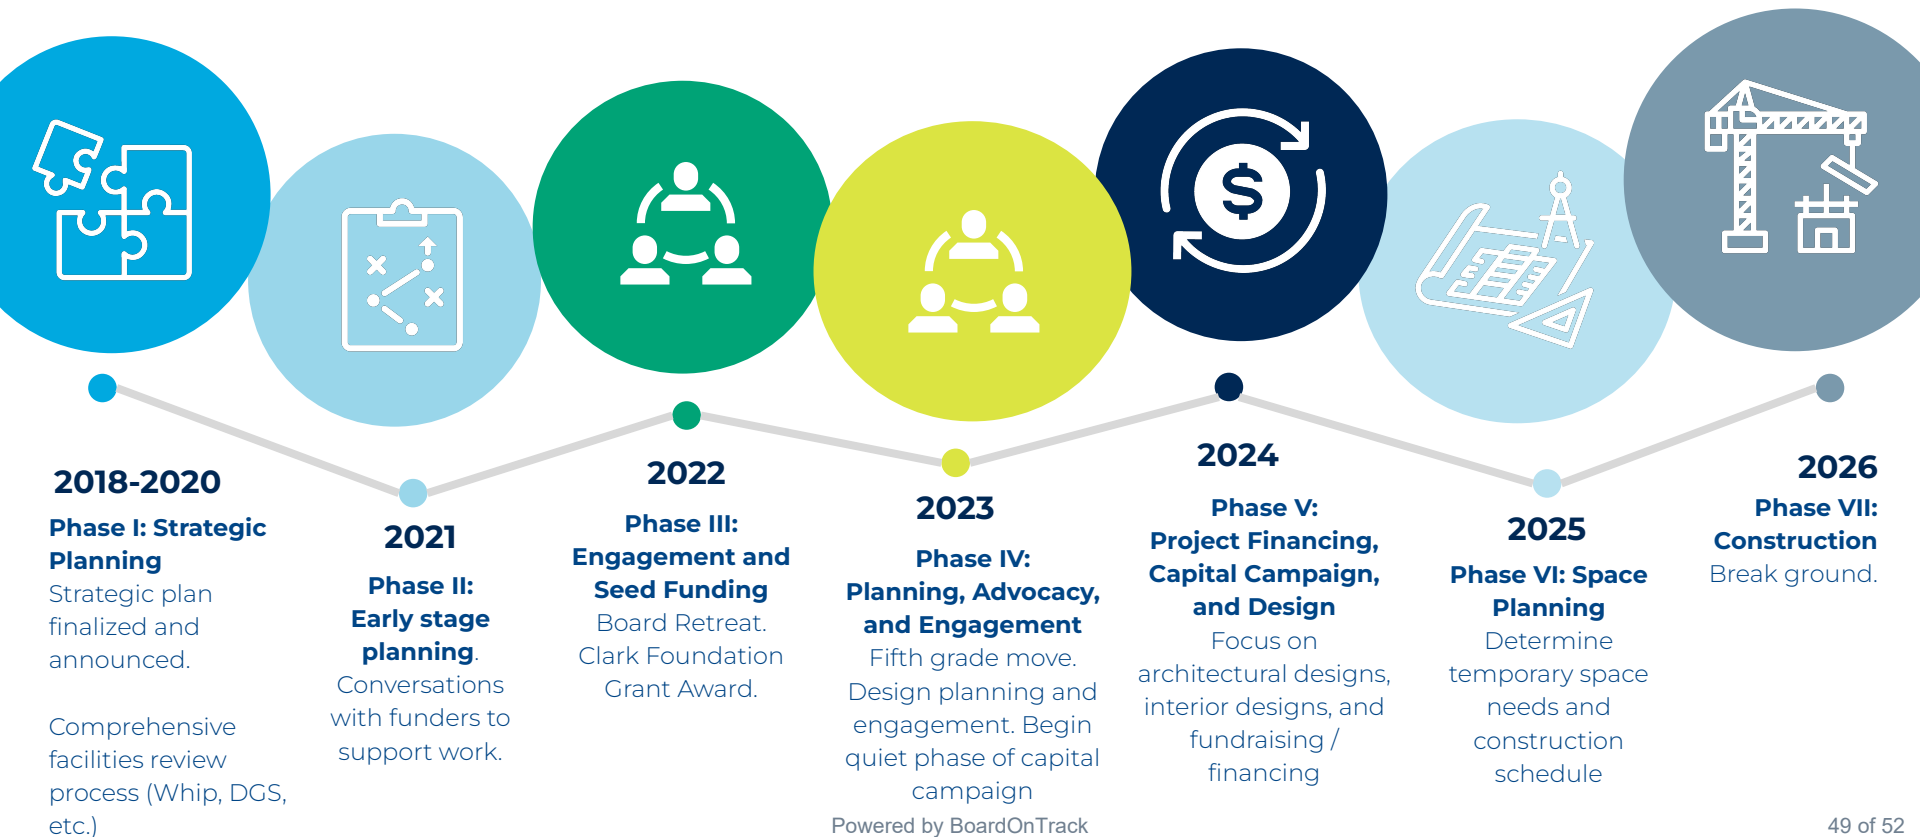 2018-2020
Phase I: Strategic
Planning
Strategic plan
finalized and
announced.
Comprehensive
facilities review
process (Whip, DGS,
etc.)
2021
Phase II:
Early stage
planning.
Conversations
with funders to
support work.
2022
Phase III:
Engagement and
Seed Funding
Board Retreat.
Clark Foundation
Grant Award.
2023
Phase IV:
Planning, Advocacy,
and Engagement
Fifth grade move.
Design planning and
engagement. Begin
quiet phase of capital
campaign
2024
Phase V:
Project Financing,
Capital Campaign,
and Design
Focus on
architectural designs,
interior designs, and
fundraising /
financing
2025
Phase VI: Space
Planning
Determine
temporary space
needs and
construction
schedule
2026
Phase VII:
Construction
Break ground.
$
Powered by BoardOnTrack
49 of 52